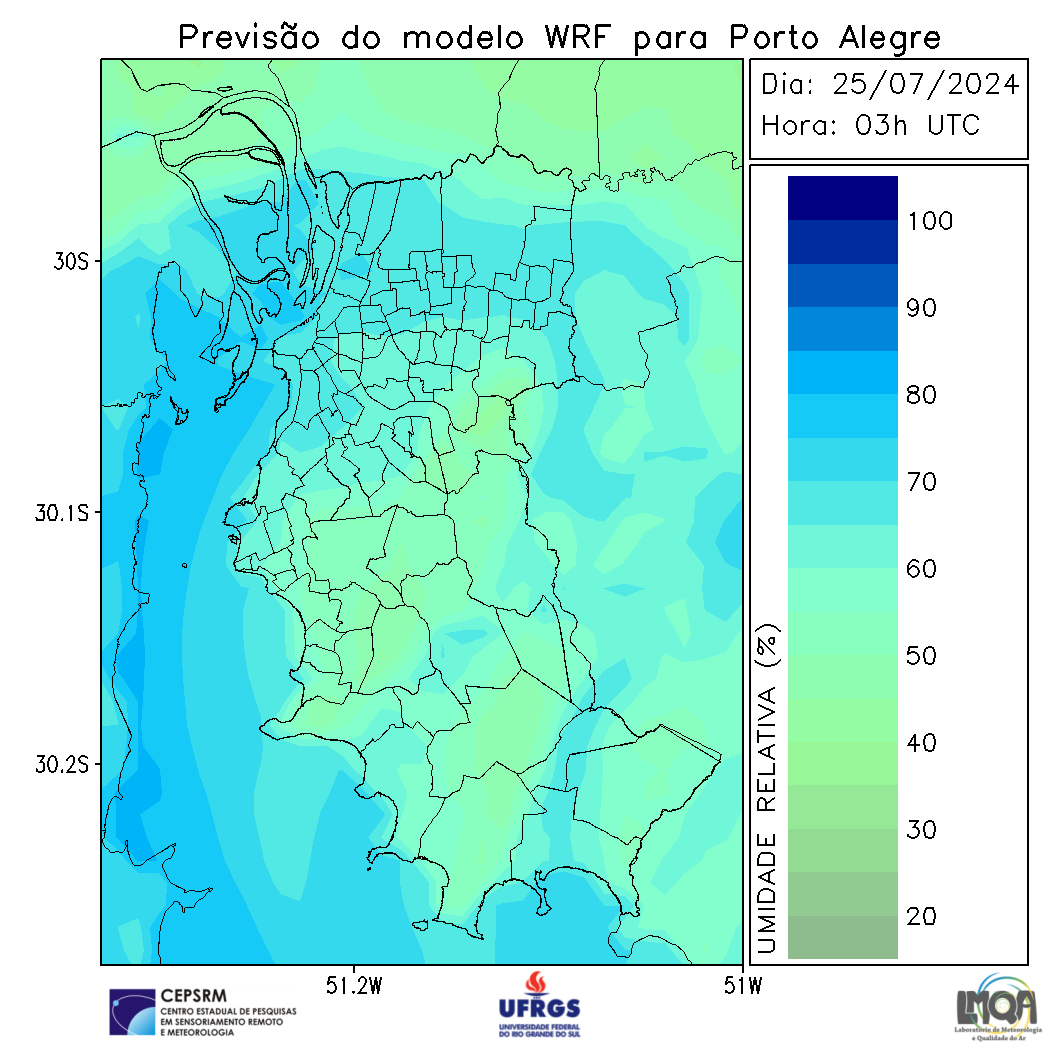 Previsão do modelo WRF para Porto Alegre
Dia: 25/07/2024
Hora: 03h UTC
30S
30.1S
30.2S
51.2W
51W
100
90
80
70
60
50
40
30
20
UMIDADE RELATIVA (%)
CEPSRM
CENTRO ESTADUAL DE PESQUISAS
EM SENSORIAMENTO REMOTO
E METEOROLOGIA
UFRGS
UNIVERSIDADE FEDERAL
DO RIO GRANDE DO SUL
LMQA
Laboratório de Meteorologia
e Qualidade do Ar